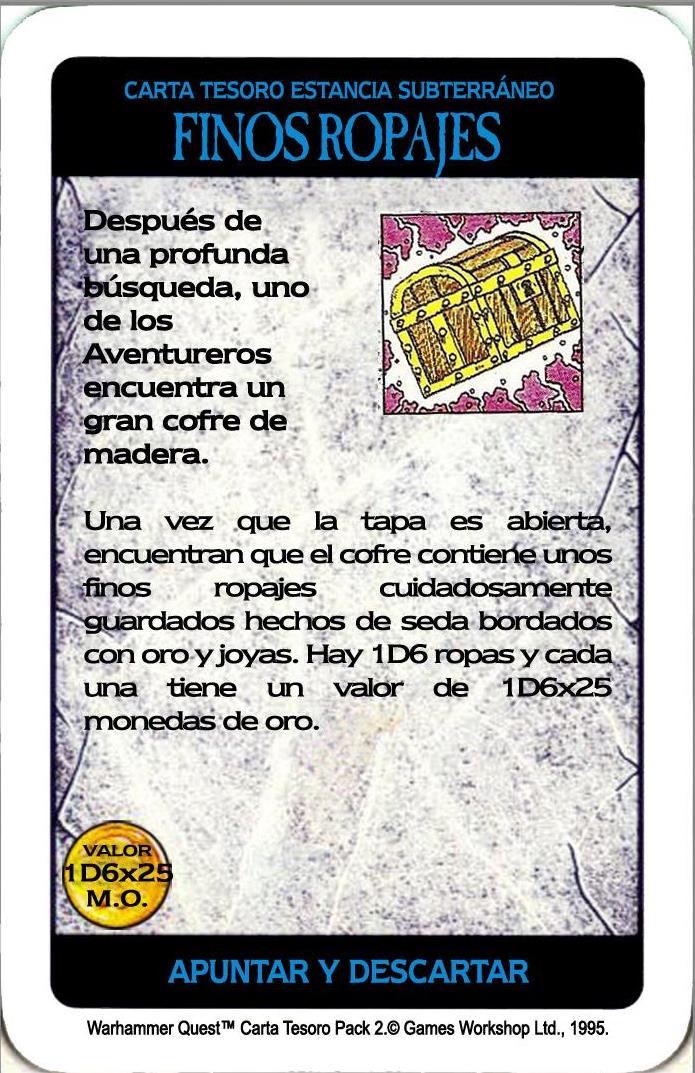 CARTA TESORO ESTANCIA SUBTERRÁNEO
FINOS ROPAJES
Después de
una profunda
búsqueda, uno
de los
Aventureros
encuentra un
gran cofre de
madera.
Una vez que la tapa es abierta,
encuentran que el cofre contiene unos
finos ropajes cuidadosamente
guardados hechos de seda bordados
con oro y joyas. Hay 1D6 ropas y cada
una tiene un valor de 1D6x25
monedas de oro.
VALOR
1D6x25
M.O.
APUNTAR Y DESCARTAR
Warhammer Quest™ Carta Tesoro Pack 2.© Games Workshop Ltd., 1995.